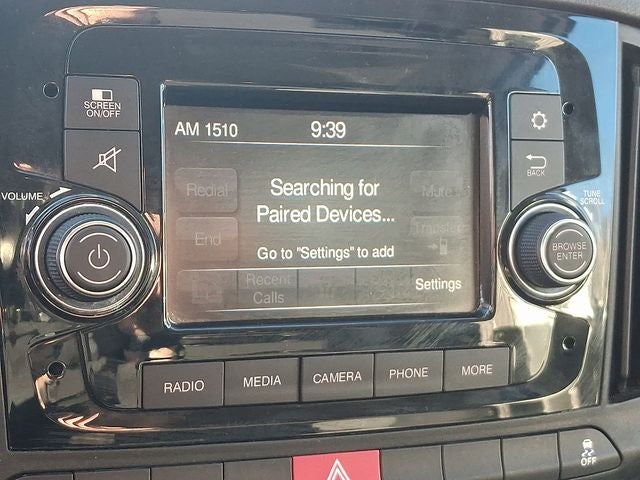 SCREEN
ON/OFF
AM 1510
9:39
BACK
VOLUME
TUNE
SCROLL
Redial
Searching for
Mute
Paired Devices...
End
Transfer
BROWSE
ENTER
Go to "Settings" to add
Recent
Calls
Settings
RADIO
MEDIA
CAMERA
PHONE
MORE
OFF